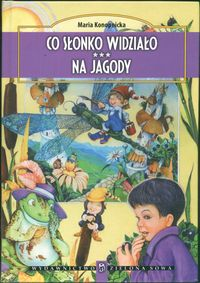 Maria Konopnicka
CO SŁONKO WIDZIAŁO
***
NA JAGODY
WYDAWNICTWO ZIELONA SOWA